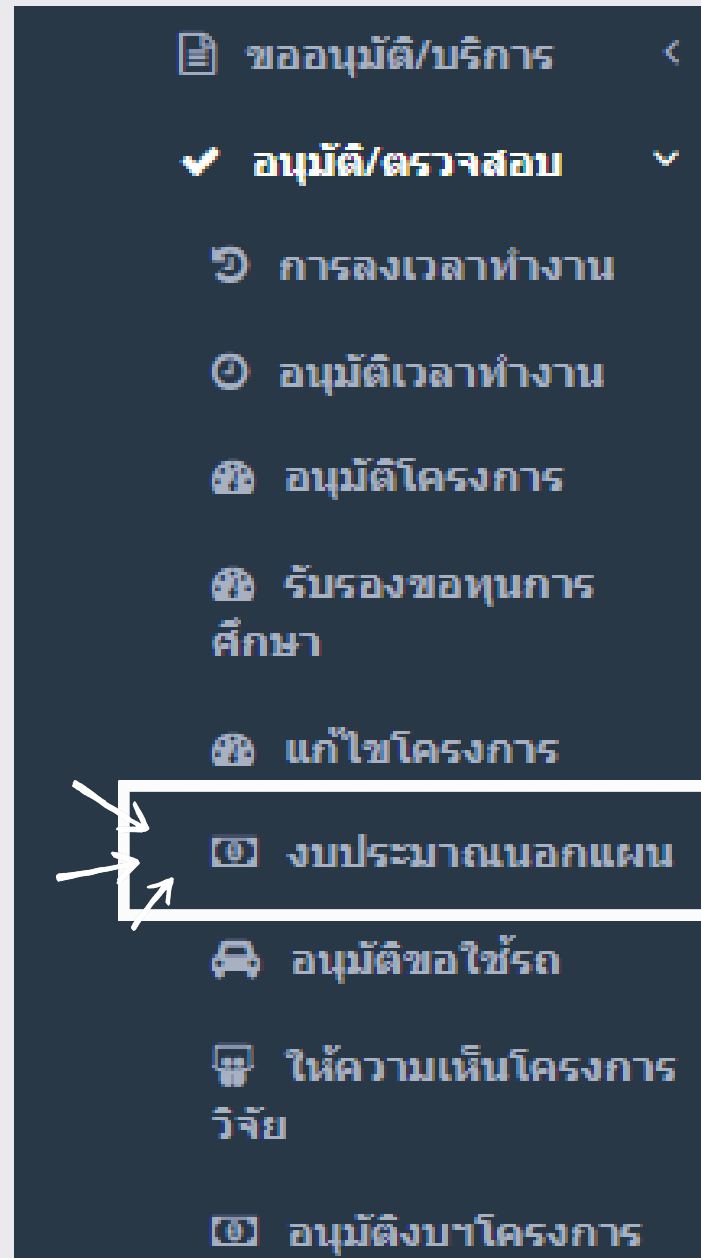 ขออนุมัติ/บริการ
อนุมัติ/ตรวจสอบ
การลงเวลาทำงาน
อนุมัติเวลาทำงาน
อนุมัติโครงการ
รับรองขอทุนการ
ศึกษา
แก้ไขโครงการ
งบประมาณนอกแผน
อนุมัติขอใช้รถ
ให้ความเห็นโครงการ
วิจัย
อนุมัติงบฯโครงการ